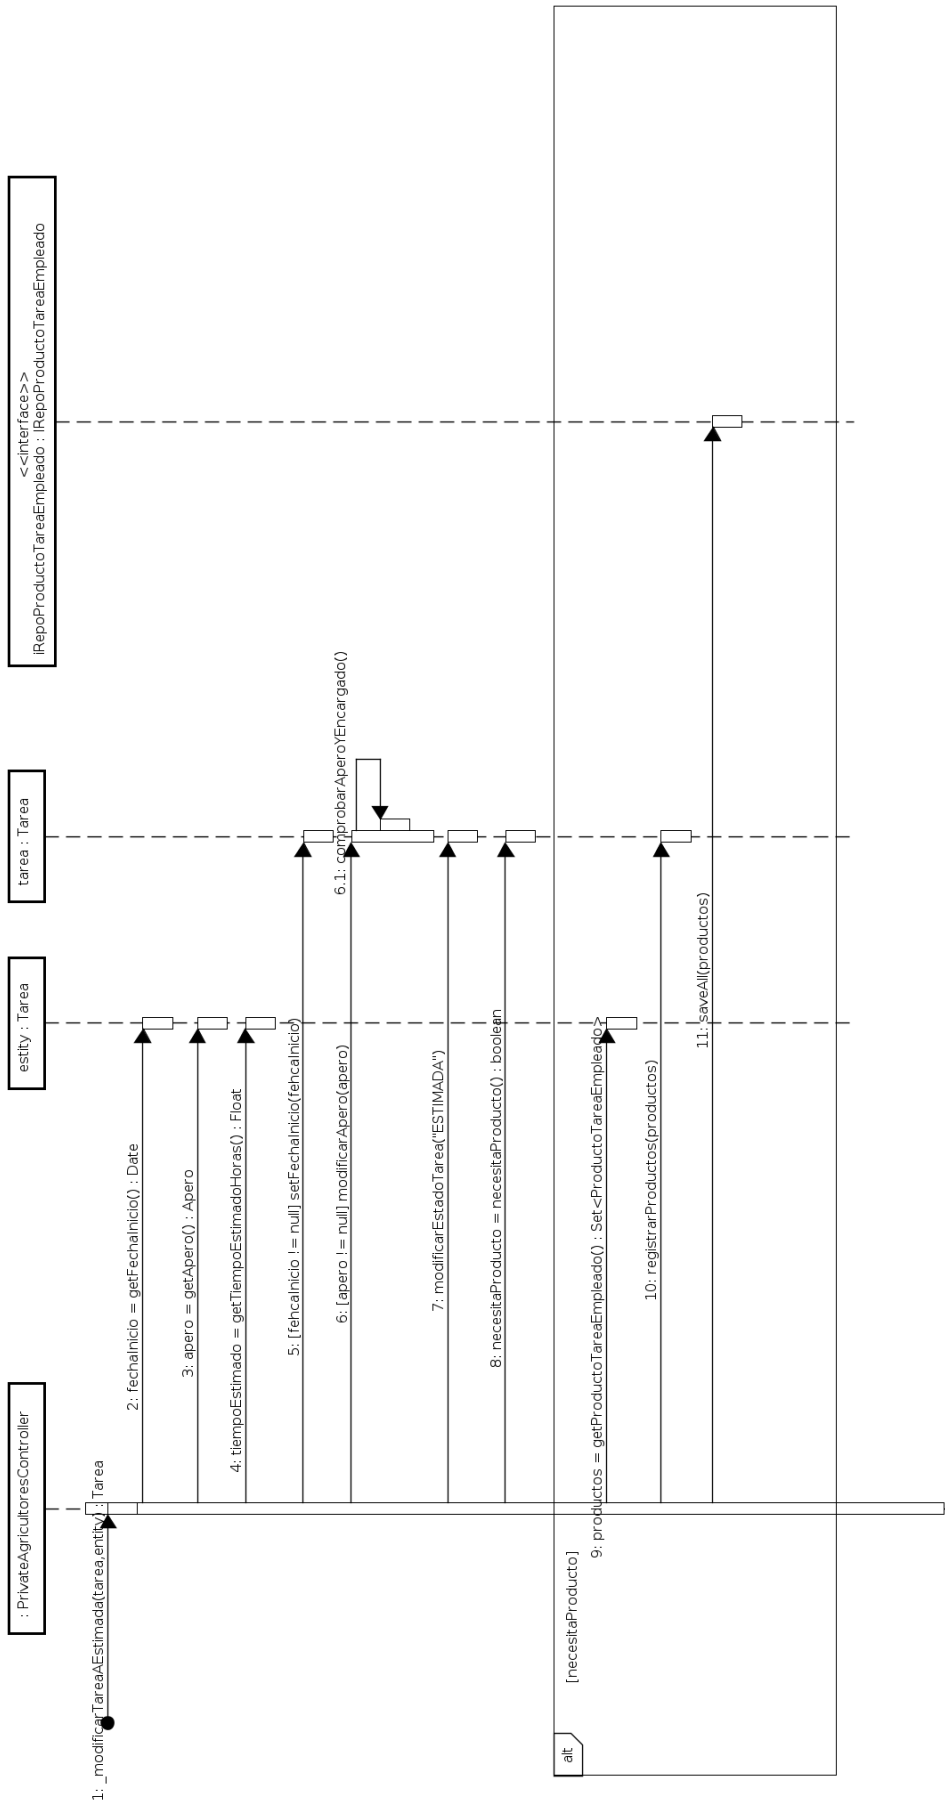 : PrivateAgricultoresController
estity : Tarea
tarea : Tarea
<<interface>>
iRepoProductoTareaEmpleado : IRepoProductoTareaEmpleado
1: _modificarTareaAEstimada(tarea,entity) : Tarea
2: fechaInicio = getFechaInicio() : Date
3: apero = getApero() : Apero
4: tiempoEstimado = getTiempoEstimadoHoras() : Float
5: [fehcaInicio != null] setFechaInicio(fehcaInicio)
6: [apero != null] modificarApero(apero)
6.1: comprobarAperoYEncargado()
7: modificarEstadoTarea("ESTIMADA")
8: necesitaProducto = necesitaProducto() : boolean
alt
[necesitaProducto]
9: productos = getProductoTareaEmpleado() : Set<ProductoTareaEmpleado>
10: registrarProductos(productos)
11: saveAll(productos)